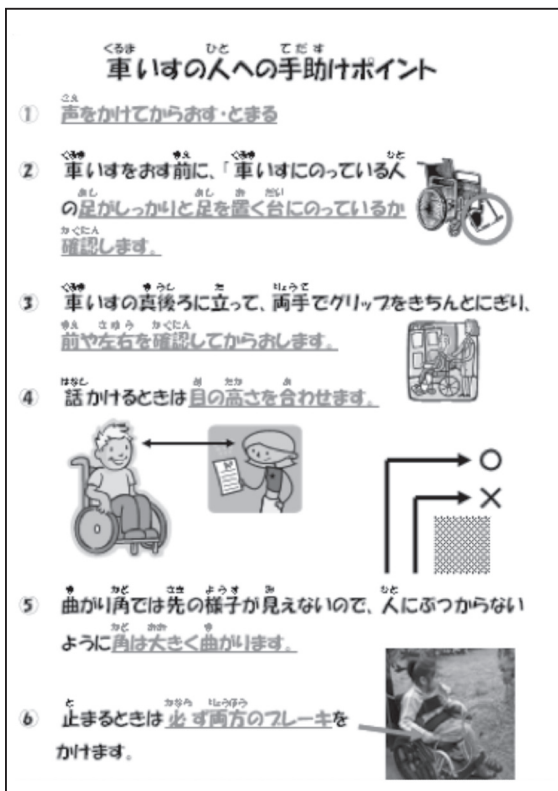 車いすの人への手助けポイント
① 声をかけてからおす・とまる
② 車いすをおす前に、「車いすにのっている人
の足がしっかりと足を置く台にのっているか
確認します。
③ 車いすの真後ろに立って、両手でグリップをきちんとにぎり、
前や左右を確認してからおします。
④ 話かけるときは目の高さを合わせます。
○
×
⑤ 曲がり角では先の様子が見えないので、人にぶつからない
ように角は大きく曲がります。
⑥ 止まるときは必ず両方のブレーキを
かけます。